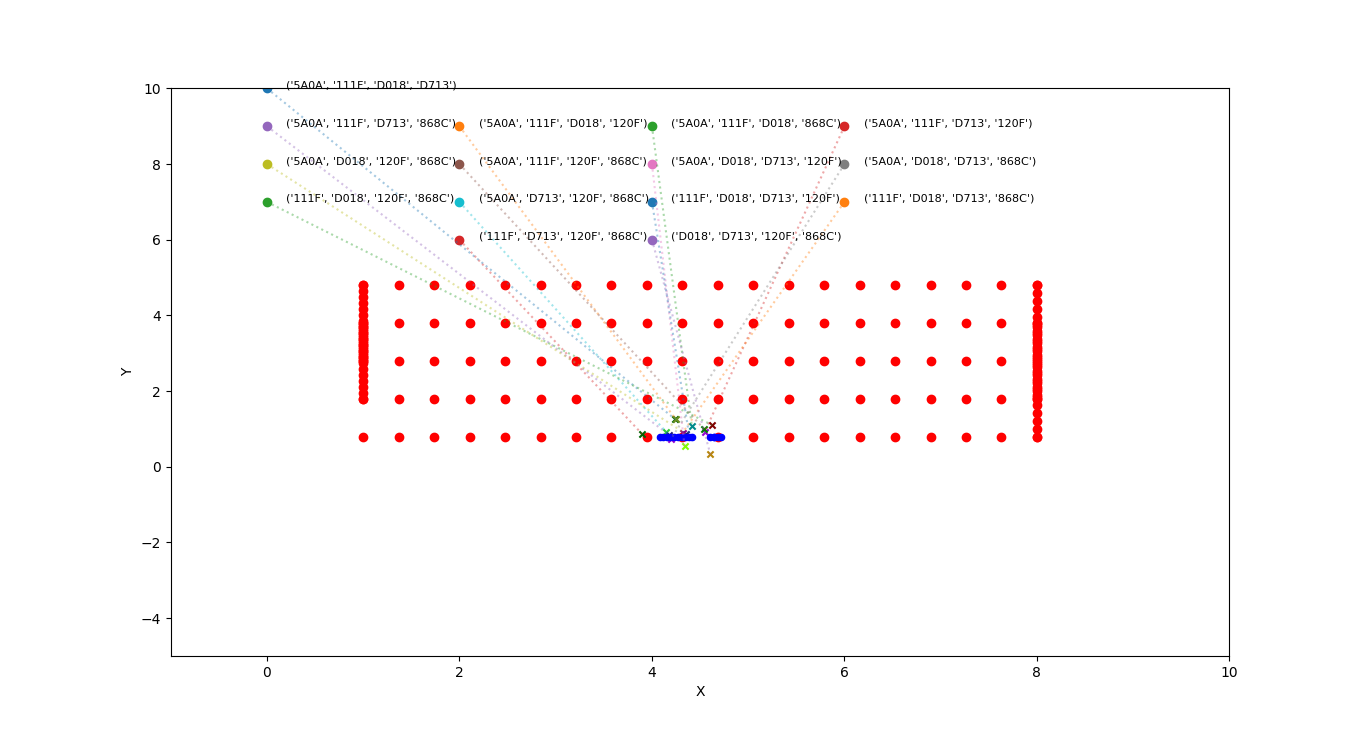 10
('5A0A', '111F', 'D018', 'D713')
('5A0A', '111F', 'D713', '868C')
('5A0A', '111F', 'D018', '120F')
('5A0A', '111F', 'D018', '868C')
('5A0A', '111F', 'D713', '120F')
8
('5A0A', 'D018', '120F', '868C')
('5A0A', '111F', '120F', '868C')
('5A0A', 'D018', 'D713', '120F')
('5A0A', 'D018', 'D713', '868C')
('111F', 'D018', '120F', '868C')
('5A0A', 'D713', '120F', '868C')
('111F', 'D018', 'D713', '120F')
('111F', 'D018', 'D713', '868C')
6
('111F', 'D713', '120F', '868C')
('D018', 'D713', '120F', '868C')
4
Y
2
0
−2
−4
0 2 4 6 8 10
X